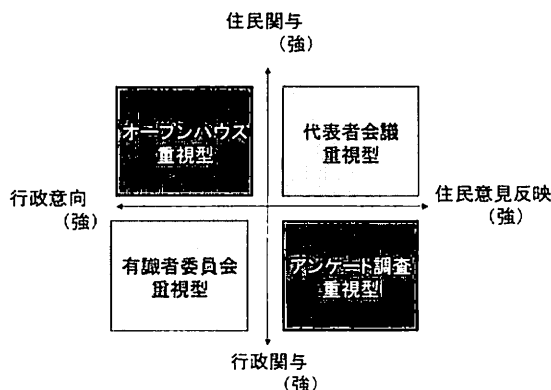 住民関与
(強)
オープンハウス
重視型
代表者会議
重視型
行政意向
(強)
住民意見反映
(強)
有識者委員会
重視型
アンケート調査
重視型
行政関与
(強)